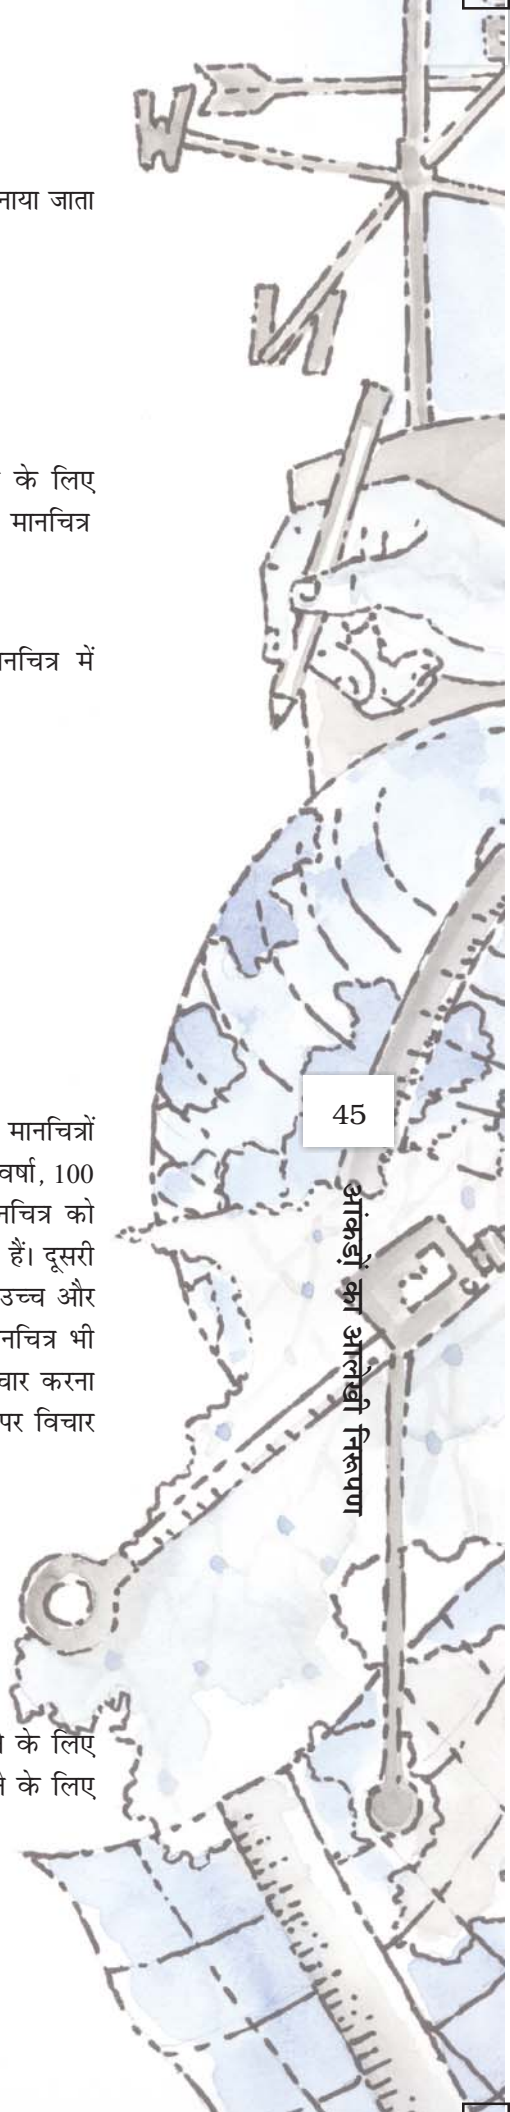 नाया जाता
के लिए
मानचित्र
नचित्र में
मानचित्रों
वर्षा, 100
नचित्र को
हैं। दूसरी
उच्च और
नचित्र भी
चार करना
पर विचार
के लिए
के लिए
W
N
45
आंकड़ों का आलेखी निरूपण